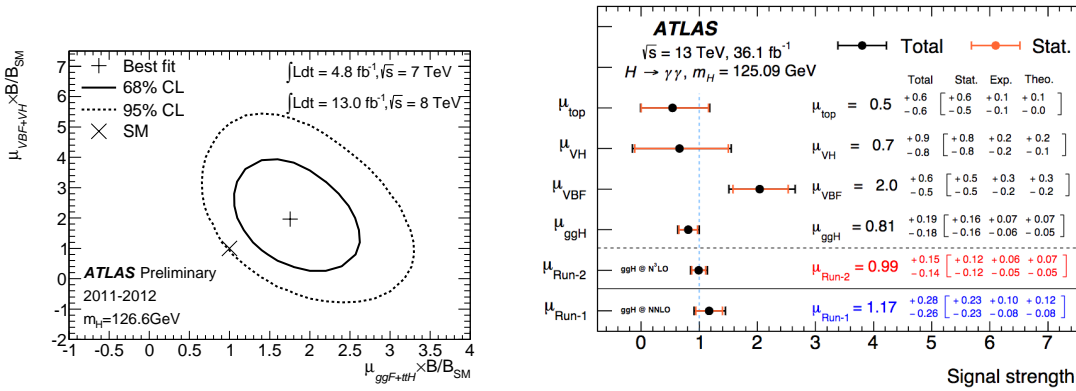 μ_VBF+VH × B/B_SM
7
6
5
4
3
2
1
0
-1
-2
+ Best fit
68% CL
95% CL
× SM
∫Ldt = 4.8 fb⁻¹,√s = 7 TeV
∫Ldt = 13.0 fb⁻¹,√s = 8 TeV
ATLAS Preliminary
2011-2012
m_H=126.6GeV
-1 -0.5 0 0.5 1 1.5 2 2.5 3 3.5 4
μ_ggF+ttH × B/B_SM
ATLAS
√s = 13 TeV, 36.1 fb⁻¹
H → γγ, m_H = 125.09 GeV
Total Stat.
Total Stat. Exp. Theo.
μ_top μ_top = 0.5 +0.6 −0.6 [ +0.6 −0.5 +0.1 −0.1 +0.1 −0.0 ]
μ_VH μ_VH = 0.7 +0.9 −0.8 [ +0.8 −0.8 +0.2 −0.2 +0.2 −0.1 ]
μ_VBF μ_VBF = 2.0 +0.6 −0.5 [ +0.5 −0.5 +0.3 −0.2 +0.3 −0.2 ]
μ_ggH μ_ggH = 0.81 +0.19 −0.18 [ +0.16 −0.16 +0.07 −0.06 +0.07 −0.05 ]
μ_Run-2 ggH @ N³LO μ_Run-2 = 0.99 +0.15 −0.14 [ +0.12 −0.12 +0.06 −0.05 +0.07 −0.05 ]
μ_Run-1 ggH @ NNLO μ_Run-1 = 1.17 +0.28 −0.26 [ +0.23 −0.23 +0.10 −0.08 +0.12 −0.08 ]
0 1 2 3 4 5 6 7
Signal strength